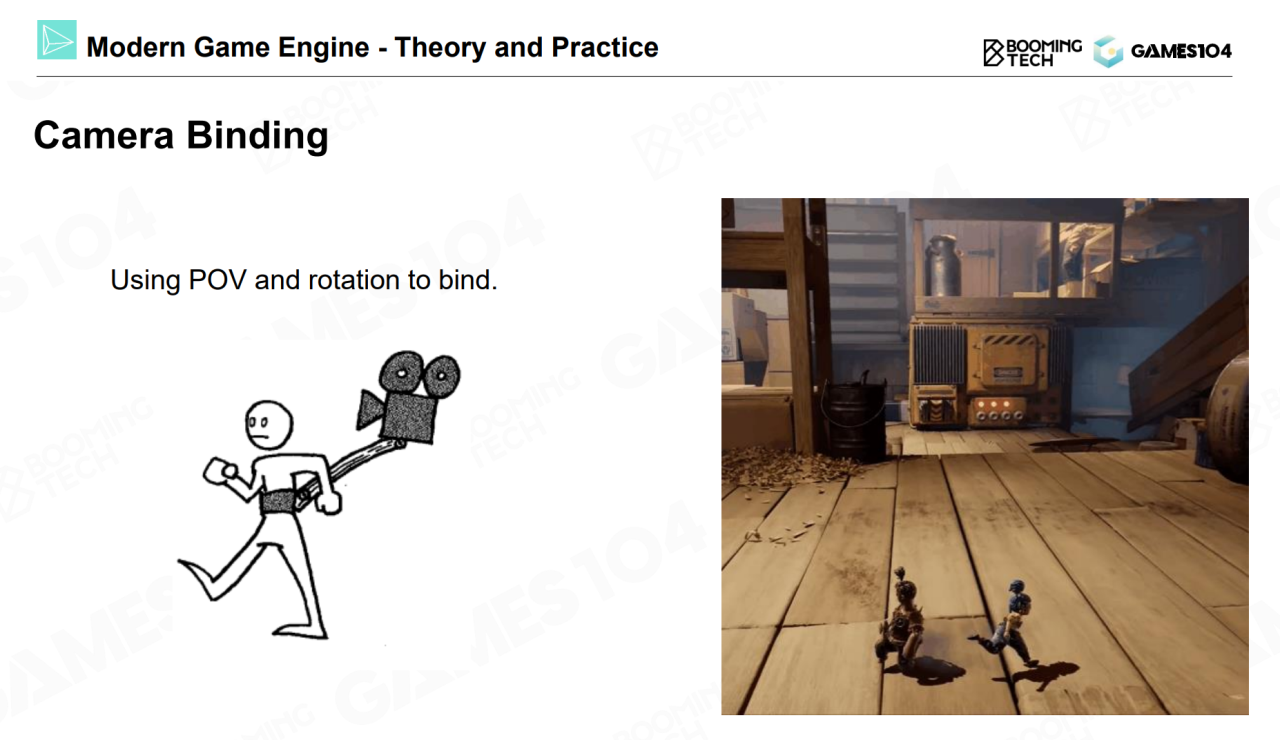 Modern Game Engine - Theory and Practice
BOOMING
TECH
GAMES104
Camera Binding
Using POV and rotation to bind.